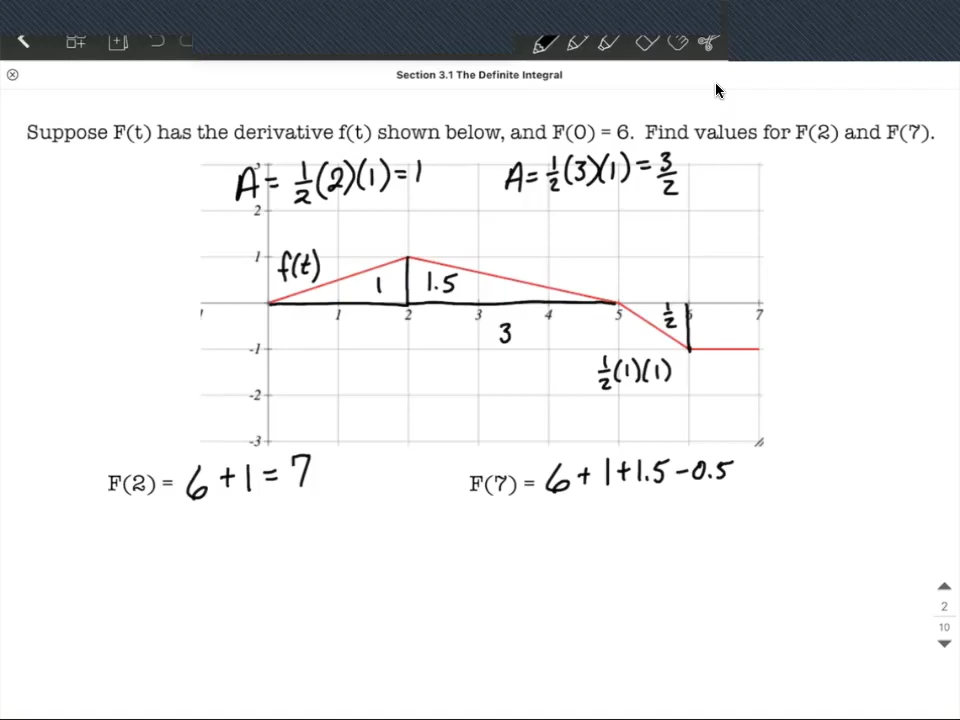 Section 3.1 The Definite Integral
Suppose F(t) has the derivative f(t) shown below, and F(0) = 6. Find values for F(2) and F(7).
A = 1/2 (2)(1) = 1
A = 1/2 (3)(1) = 3/2
3
2
1
f(t)
1
1.5
1/2
1 2 3 4 5 6 7
3
-1
1/2 (1)(1)
-2
-3
F(2) = 6 + 1 = 7
F(7) = 6 + 1 + 1.5 - 0.5
2
10